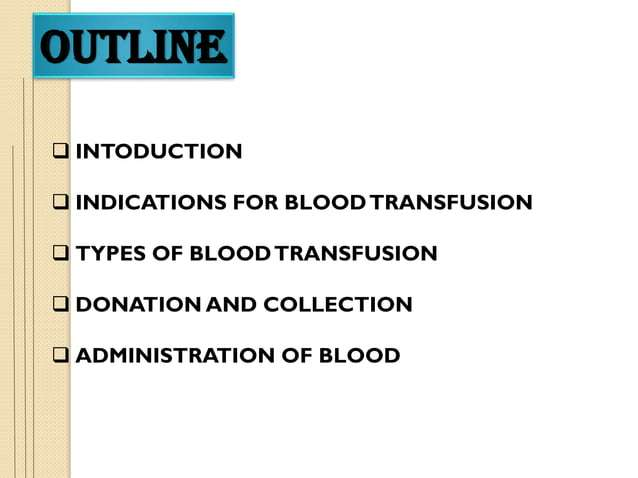 OUTLINE
❑ INTODUCTION
❑ INDICATIONS FOR BLOOD TRANSFUSION
❑ TYPES OF BLOOD TRANSFUSION
❑ DONATION AND COLLECTION
❑ ADMINISTRATION OF BLOOD